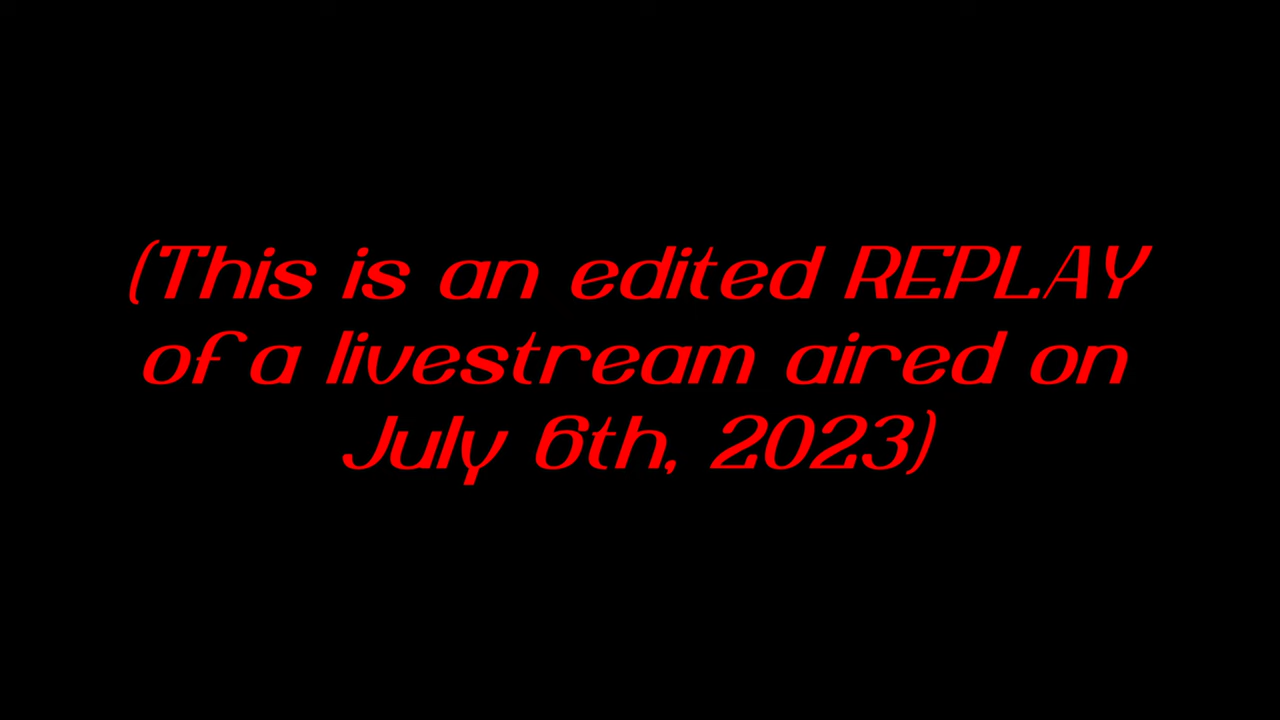 (This is an edited REPLAY
of a livestream aired on
July 6th, 2023)